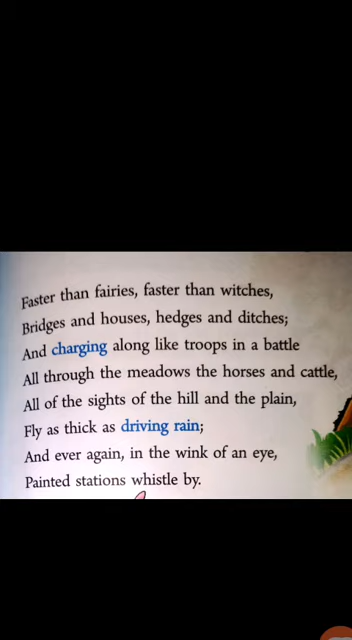 Faster than fairies, faster than witches,
Bridges and houses, hedges and ditches;
And charging along like troops in a battle
All through the meadows the horses and cattle,
All of the sights of the hill and the plain,
Fly as thick as driving rain;
And ever again, in the wink of an eye,
Painted stations whistle by.